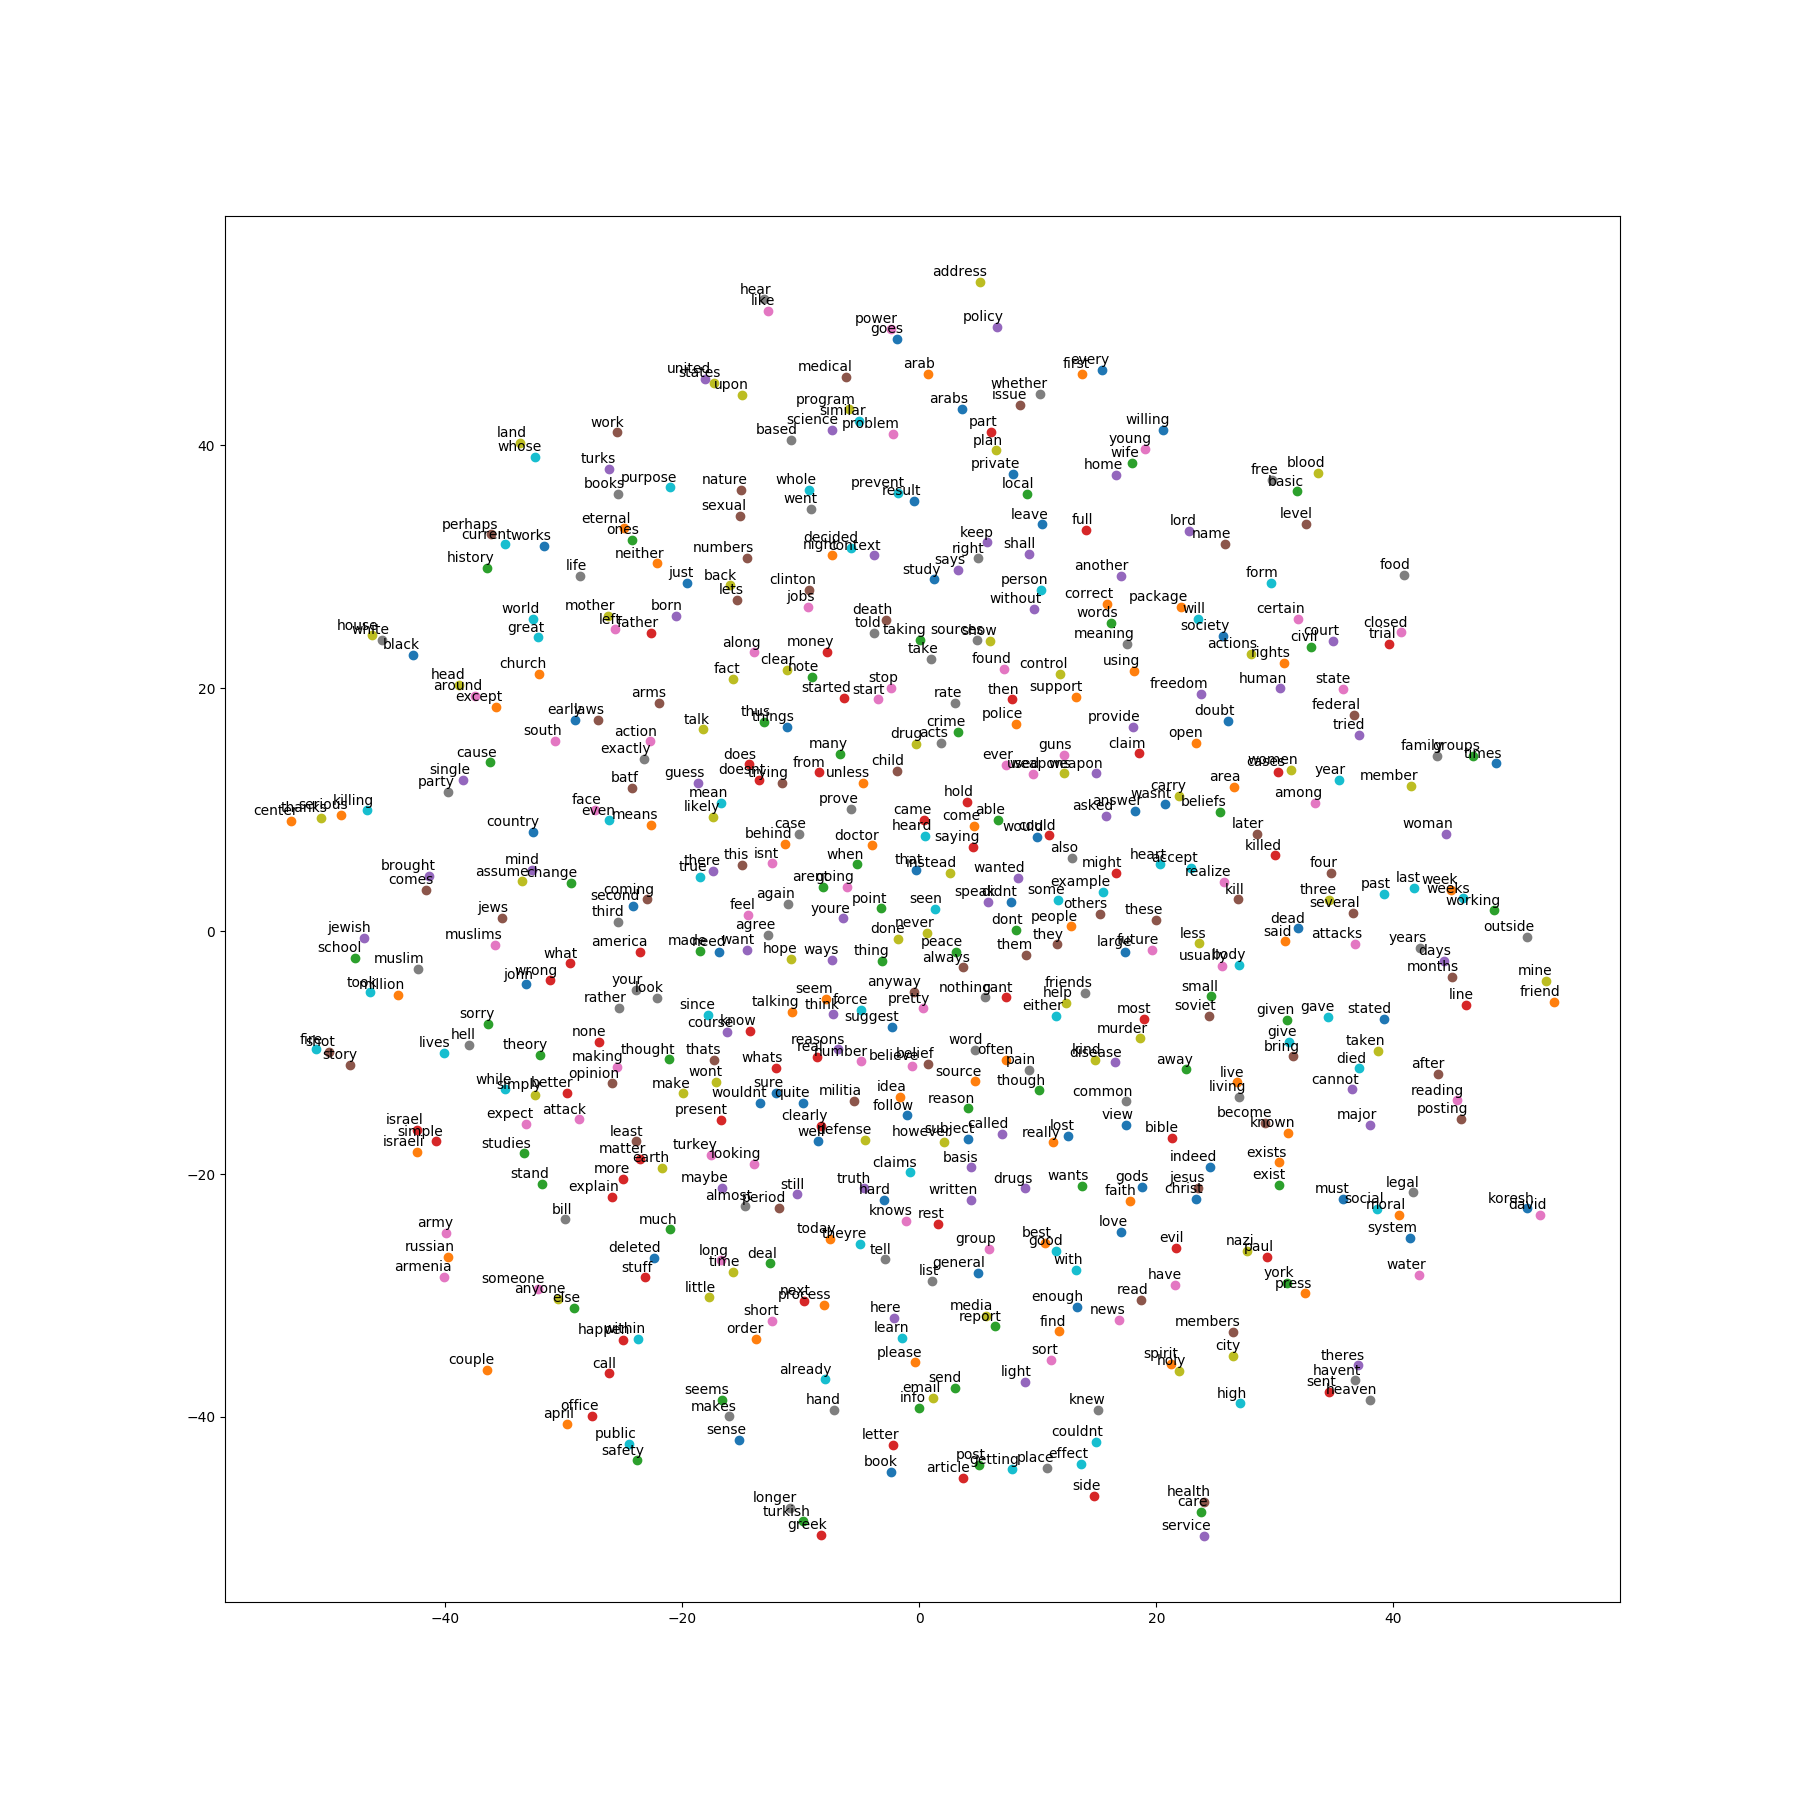 address
hear
like
power
goes
policy
united
states
upon
medical
arab
first
every
program
similar
science
problem
based
arabs
whether
issue
part
plan
willing
young
wife
home
private
local
land
whose
work
turks
books
purpose
nature
sexual
whole
went
prevent
result
free
blood
basic
level
perhaps
current
works
history
eternal
ones
neither
numbers
decided
night
context
leave
full
lord
name
keep
right
shall
says
study
life
just
back
lets
clinton
jobs
another
form
food
person
without
correct
package
words
will
society
certain
world
great
mother
left
father
born
death
told
taking
sources
show
take
meaning
actions
rights
civil
court
closed
trial
house
white
black
along
money
clear
note
fact
found
control
using
head
around
except
church
arms
stop
started
start
rate
then
support
freedom
human
state
early
laws
talk
thus
things
crime
drug
acts
police
provide
doubt
federal
tried
south
action
exactly
many
ever
guns
claim
open
family
groups
times
cause
single
party
does
doesnt
trying
from
unless
child
used
weapons
weapon
women
cases
year
member
batf
guess
mean
likely
prove
hold
carry
area
among
center
thanks
serious
killing
face
even
means
came
come
able
asked
answer
wasnt
beliefs
country
behind
case
doctor
heard
saying
would
could
later
killed
woman
brought
comes
mind
assume
change
there
true
this
isnt
when
that
instead
also
might
heart
accept
realize
four
wanted
arent
going
example
kill
three
several
past
last
week
weeks
working
coming
second
third
jews
again
feel
point
youre
seen
speak
didnt
some
others
these
dead
said
attacks
outside
jewish
school
muslims
muslim
what
america
made
need
want
agree
hope
ways
done
never
dont
people
they
them
large
future
less
usually
body
years
days
months
thing
peace
always
took
million
john
wrong
your
look
rather
seem
think
talking
force
anyway
pretty
nothing
cant
friends
help
either
small
soviet
mine
friend
line
since
course
know
suggest
most
murder
given
gave
stated
give
bring
sorry
hell
lives
theory
none
making
opinion
thought
thats
whats
reasons
real
number
believe
belief
word
often
pain
kind
disease
away
taken
died
after
fire
shot
story
while
simply
better
make
wont
wouldnt
sure
quite
militia
idea
follow
source
though
reason
common
live
living
cannot
reading
posting
expect
attack
present
clearly
well
defense
however
subject
called
really
lost
view
become
known
major
israel
simple
israeli
studies
least
matter
earth
more
turkey
looking
bible
exists
exist
stand
explain
maybe
almost
period
still
truth
hard
claims
basis
written
drugs
wants
gods
faith
indeed
jesus
christ
must
social
legal
moral
system
koresh
david
bill
much
knows
rest
army
russian
armenia
today
theyre
tell
group
general
best
good
with
love
evil
nazi
paul
deleted
stuff
long
time
deal
list
have
york
press
water
someone
anyone
else
little
next
process
short
order
here
learn
media
report
enough
find
read
news
members
city
happen
within
couple
call
please
already
sort
light
spirit
holy
theres
havent
sent
heaven
high
office
april
public
safety
seems
makes
sense
hand
send
email
info
knew
couldnt
letter
book
article
post
getting
place
effect
side
longer
turkish
greek
health
care
service
40
20
0
−20
−40
−40
−20
0
20
40